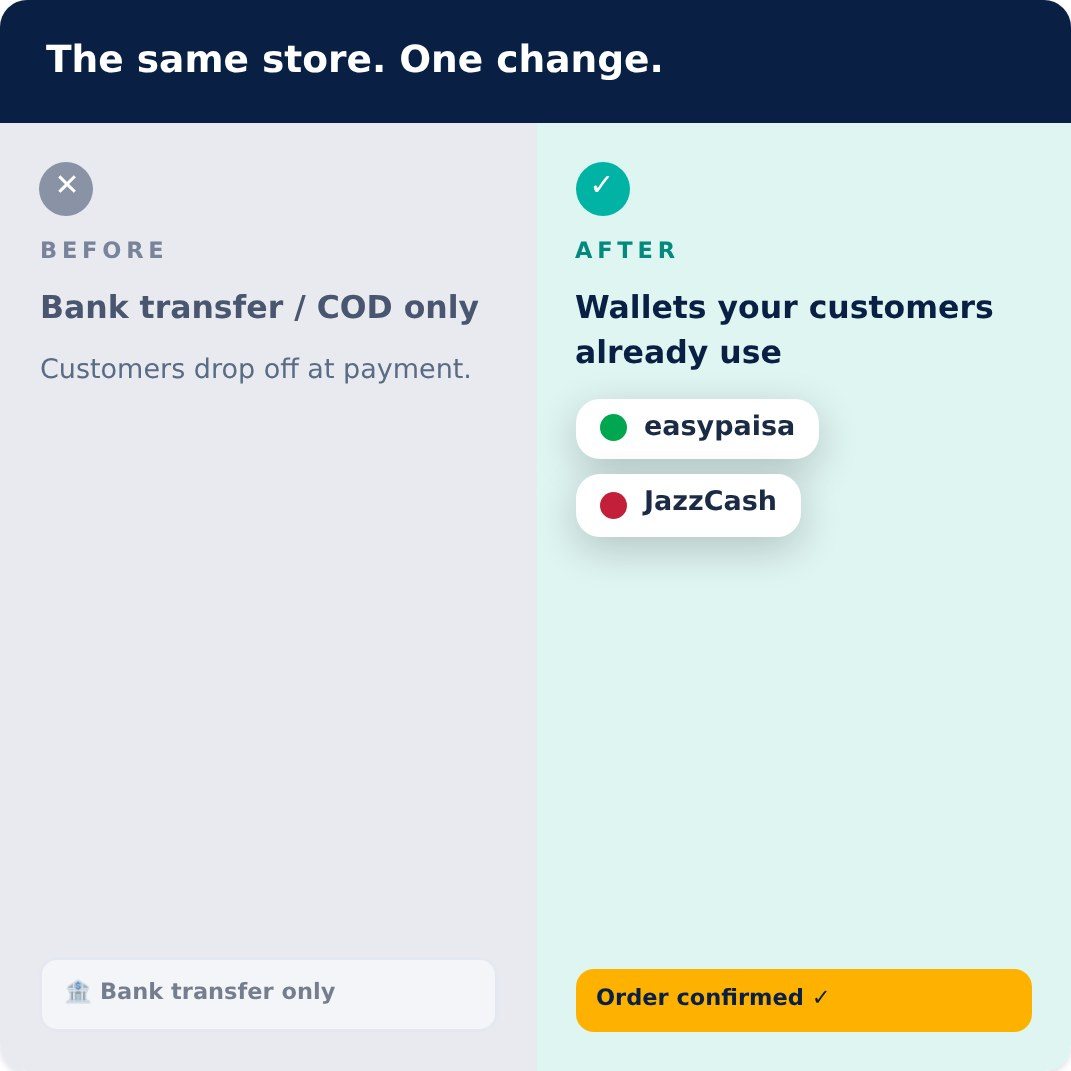 The same store. One change.
✕
BEFORE
Bank transfer / COD only
Customers drop off at payment.
🏦 Bank transfer only
✓
AFTER
Wallets your customers
already use
easypaisa
JazzCash
Order confirmed ✓